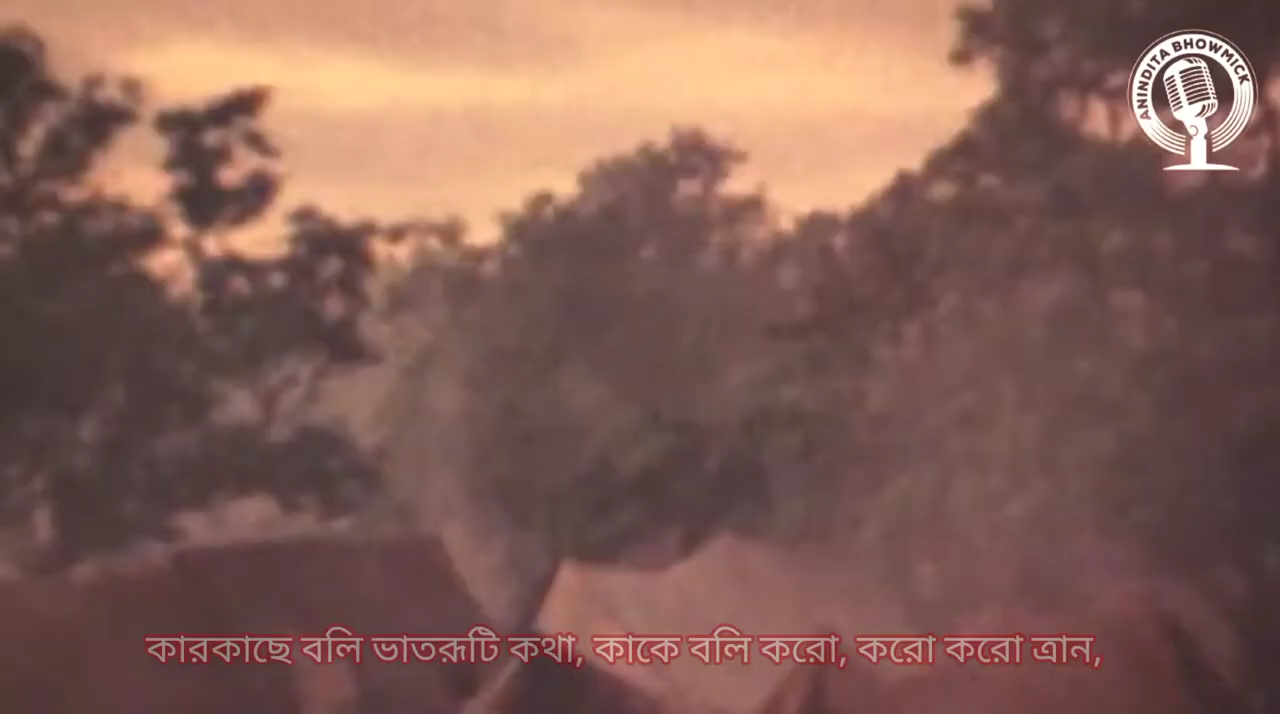 ANINDITA BHOWMICK
কারকাছে বলি ভাতরূটি কথা, কাকে বলি করো, করো করো ত্রান,